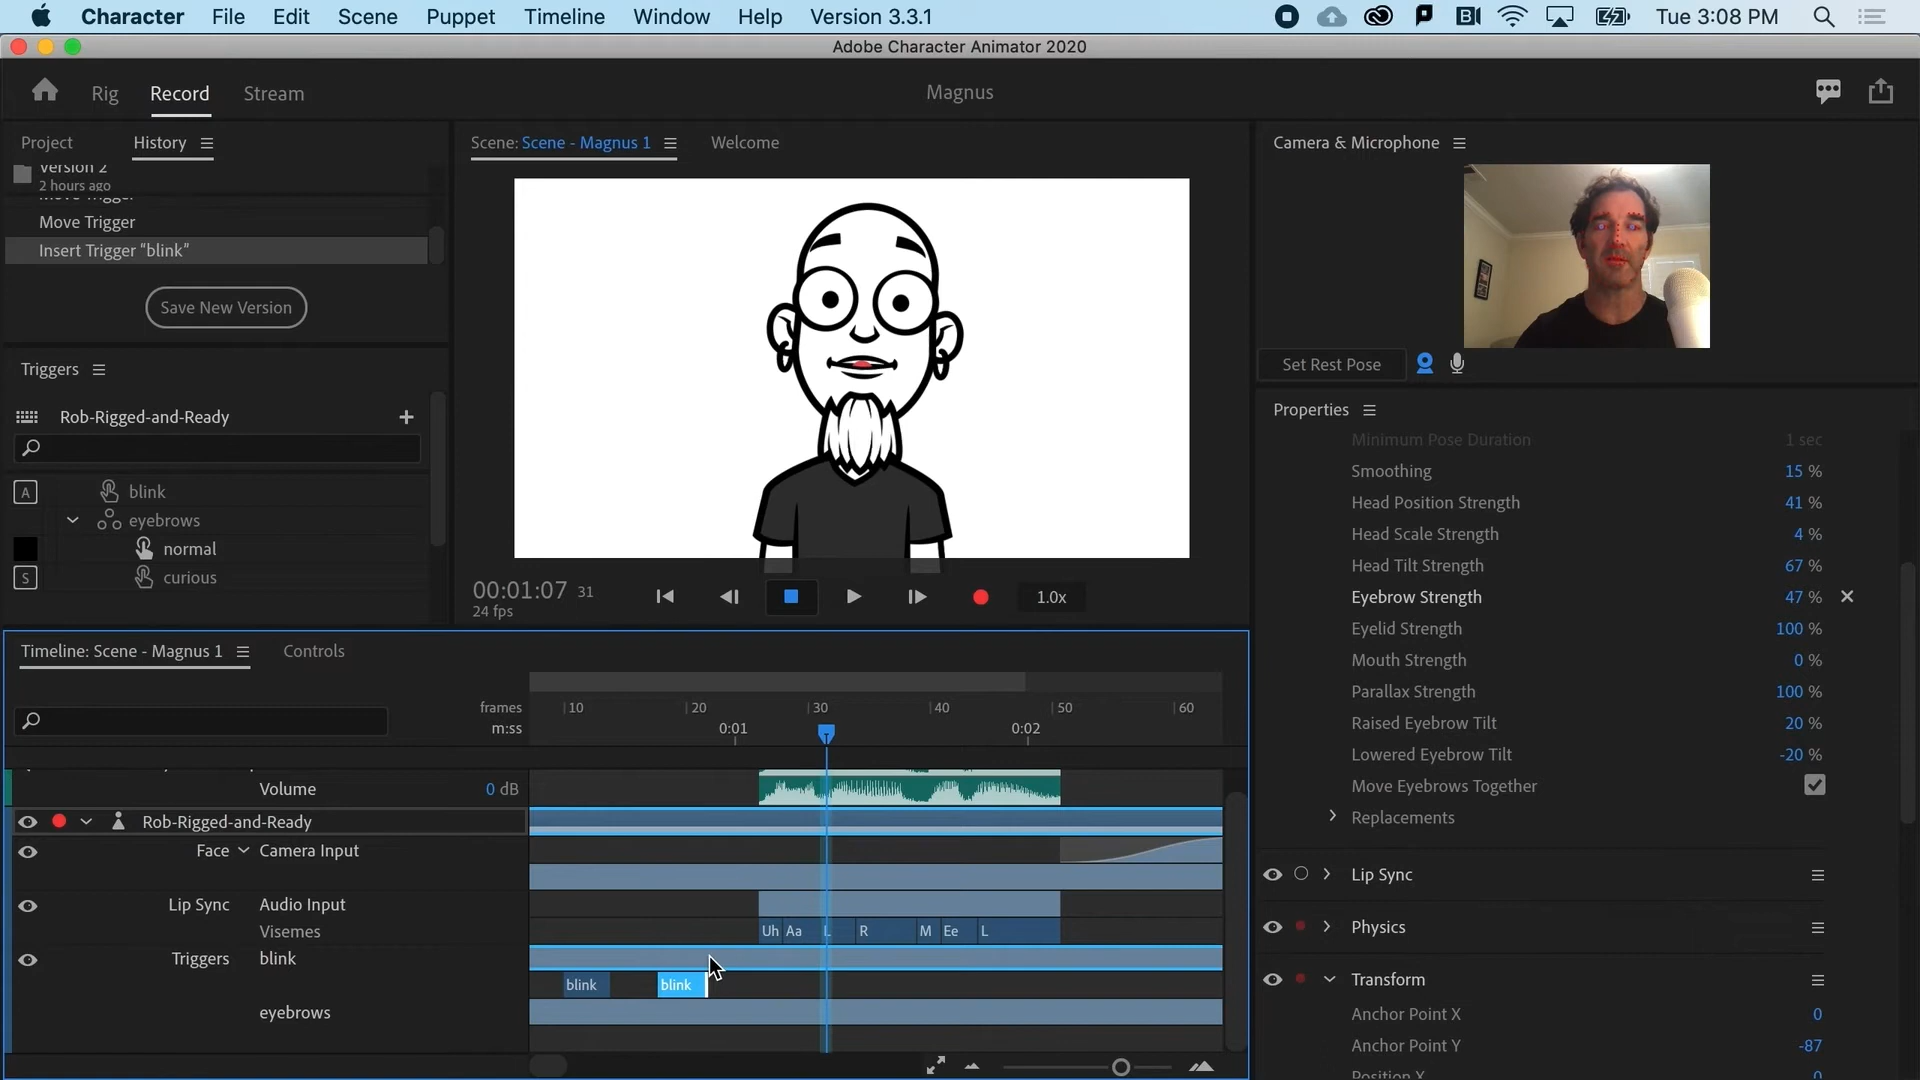 Character File Edit Scene Puppet Timeline Window Help Version 3.3.1 Tue 3:08 PM
Adobe Character Animator 2020
Rig Record Stream Magnus
Project History
Version 2
2 hours ago
Move Trigger
Move Trigger
Insert Trigger “blink”
Save New Version
Triggers
Rob-Rigged-and-Ready
A blink
eyebrows
normal
S curious
Scene: Scene - Magnus 1 Welcome
00:01:07 31
24 fps
1.0x
Camera & Microphone
Set Rest Pose
Properties
Minimum Pose Duration 1 sec
Smoothing 15 %
Head Position Strength 41 %
Head Scale Strength 4 %
Head Tilt Strength 67 %
Eyebrow Strength 47 %
Eyelid Strength 100 %
Mouth Strength 0 %
Parallax Strength 100 %
Raised Eyebrow Tilt 20 %
Lowered Eyebrow Tilt -20 %
Move Eyebrows Together
Replacements
Lip Sync
Physics
Transform
Anchor Point X 0
Anchor Point Y -87
Position X 0
Timeline: Scene - Magnus 1 Controls
frames 10 20 30 40 50 60
m:ss 0:01 0:02
Volume 0 dB
Rob-Rigged-and-Ready
Face Camera Input
Lip Sync Audio Input
Visemes Uh Aa L R M Ee L
Triggers blink
blink blink
eyebrows